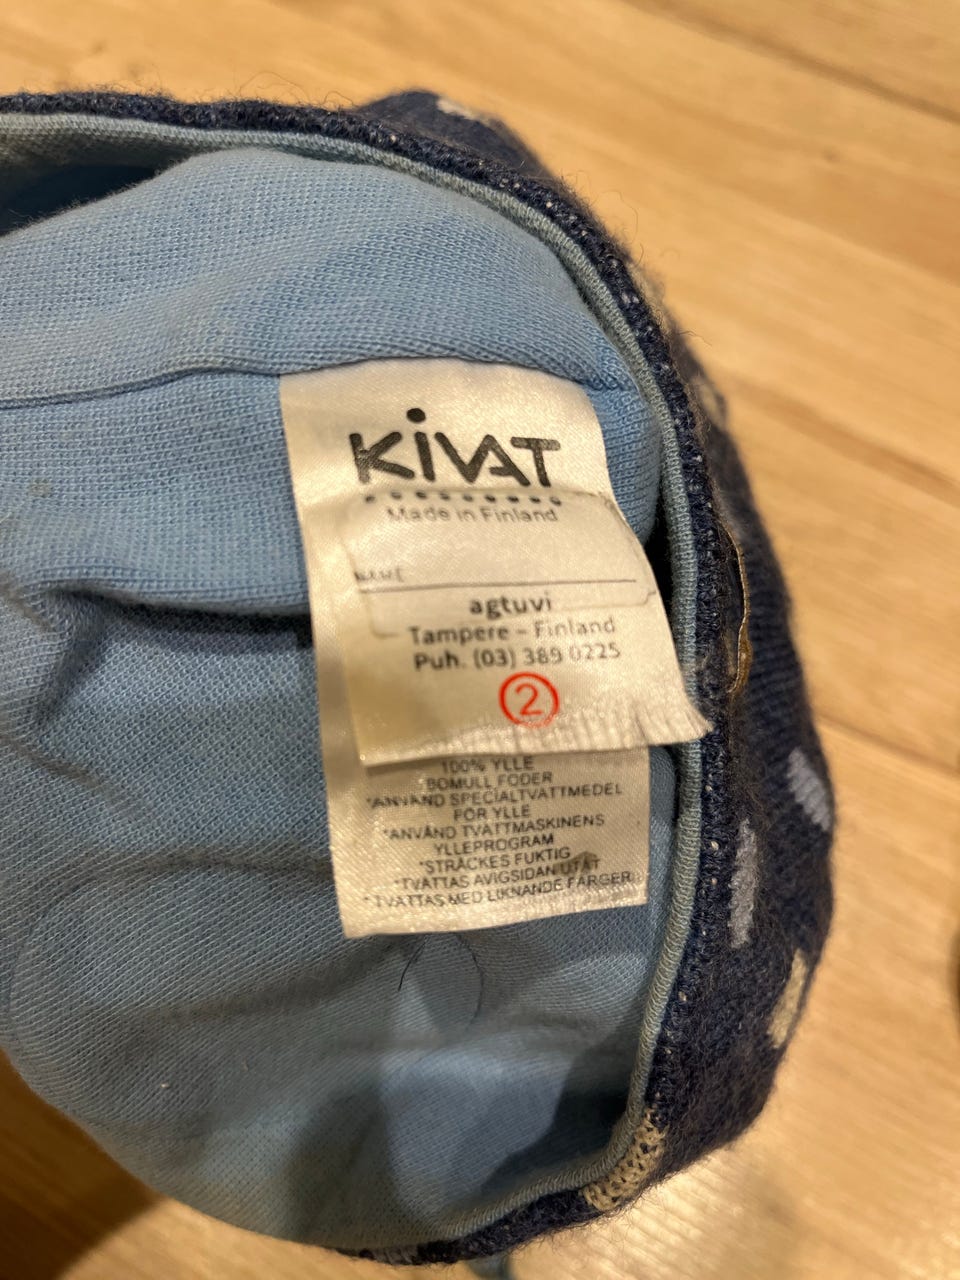 KiVAT
Made in Finland
NAME
agtuvi
Tampere – Finland
Puh. (03) 389 0225
2
100% YLLE
*BOMULL FODER
*ANVÄND SPECIALTVÄTTMEDEL
FÖR YLLE
*ANVÄND TVÄTTMASKINENS
YLLEPROGRAM
*STRÄCKES FUKTIG
*TVÄTTAS AVIGSIDAN UTÅT
*TVÄTTAS MED LIKNANDE FÄRGER